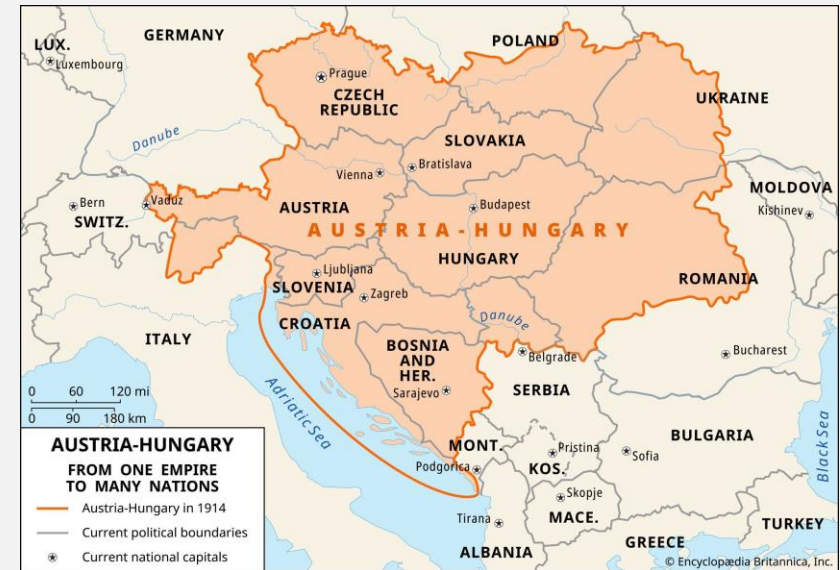 LUX.
Luxembourg
GERMANY
POLAND
Prague
CZECH
REPUBLIC
UKRAINE
Danube
SLOVAKIA
Vienna
Bratislava
MOLDOVA
Kishinev
Bern
SWITZ.
Vaduz
AUSTRIA
Budapest
AUSTRIA-HUNGARY
HUNGARY
Ljubljana
SLOVENIA
Zagreb
ROMANIA
CROATIA
Danube
ITALY
BOSNIA
AND
HER.
Sarajevo
Belgrade
Bucharest
SERBIA
Adriatic Sea
0 60 120 mi
0 90 180 km
MONT.
Podgorica
Pristina
KOS.
Sofia
BULGARIA
Black Sea
Skopje
MACE.
Tirana
ALBANIA
GREECE
TURKEY
AUSTRIA-HUNGARY
FROM ONE EMPIRE
TO MANY NATIONS
Austria-Hungary in 1914
Current political boundaries
Current national capitals
© Encyclopædia Britannica, Inc.